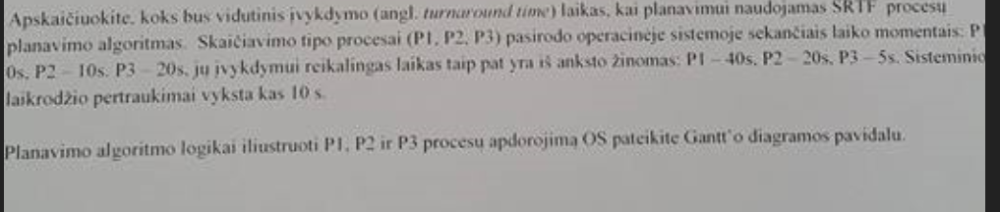 Apskaičiuokite, koks bus vidutinis įvykdymo (angl. turnaround time) laikas, kai planavimui naudojamas SRTF procesų
planavimo algoritmas. Skaičiavimo tipo procesai (P1, P2, P3) pasirodo operacinėje sistemoje sekančiais laiko momentais: P1
0s, P2 – 10s, P3 – 20s, jų įvykdymui reikalingas laikas taip pat yra iš anksto žinomas: P1 – 40s, P2 – 20s, P3 – 5s. Sisteminio
laikrodžio pertraukimai vyksta kas 10 s.
Planavimo algoritmo logikai iliustruoti P1, P2 ir P3 procesų apdorojimą OS pateikite Gantt'o diagramos pavidalu.